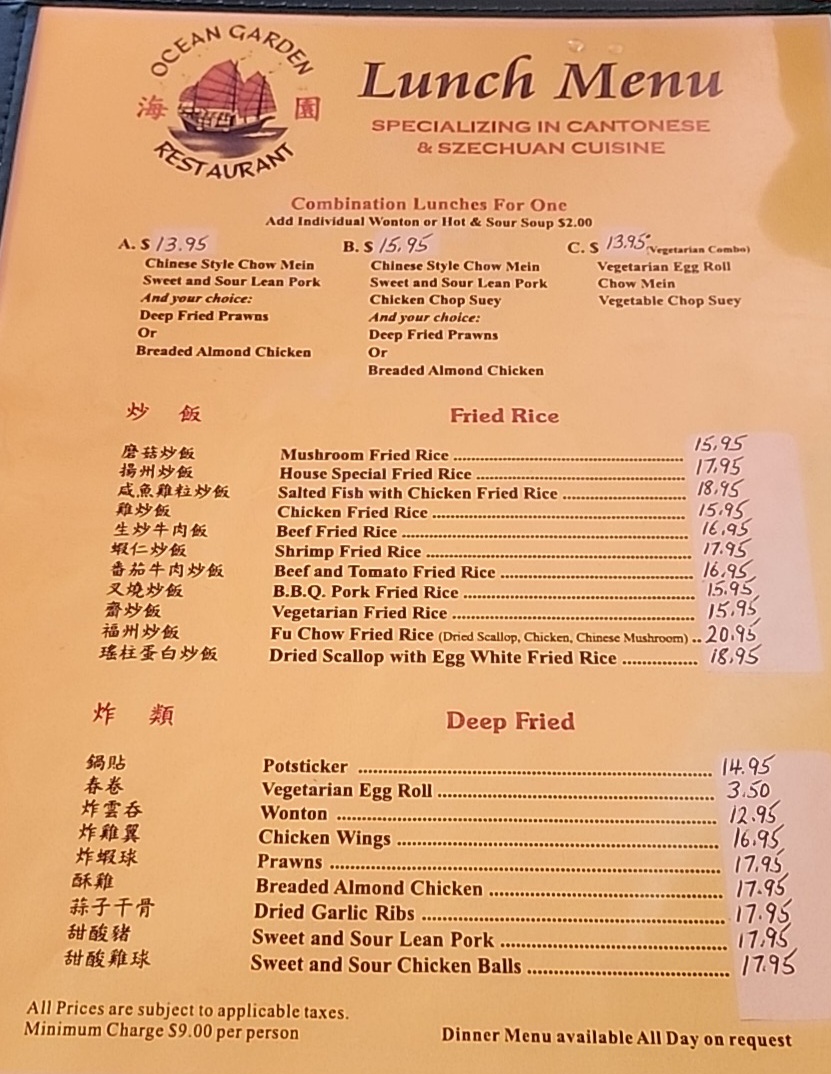 OCEAN GARDEN
海 園
RESTAURANT
Lunch Menu
SPECIALIZING IN CANTONESE
& SZECHUAN CUISINE
Combination Lunches For One
Add Individual Wonton or Hot & Sour Soup $2.00
A. $ 13.95
Chinese Style Chow Mein
Sweet and Sour Lean Pork
And your choice:
Deep Fried Prawns
Or
Breaded Almond Chicken
B. $ 15.95
Chinese Style Chow Mein
Sweet and Sour Lean Pork
Chicken Chop Suey
And your choice:
Deep Fried Prawns
Or
Breaded Almond Chicken
C. $ 13.95 (Vegetarian Combo)
Vegetarian Egg Roll
Chow Mein
Vegetable Chop Suey
炒 飯 Fried Rice
磨菇炒飯 Mushroom Fried Rice 15.95
揚州炒飯 House Special Fried Rice 17.95
咸魚雞粒炒飯 Salted Fish with Chicken Fried Rice 18.95
雞炒飯 Chicken Fried Rice 15.95
生炒牛肉飯 Beef Fried Rice 16.95
蝦仁炒飯 Shrimp Fried Rice 17.95
番茄牛肉炒飯 Beef and Tomato Fried Rice 16.95
叉燒炒飯 B.B.Q. Pork Fried Rice 15.95
齋炒飯 Vegetarian Fried Rice 15.95
福州炒飯 Fu Chow Fried Rice (Dried Scallop, Chicken, Chinese Mushroom) .. 20.95
瑤柱蛋白炒飯 Dried Scallop with Egg White Fried Rice 18.95
炸 類 Deep Fried
鍋貼 Potsticker 14.95
春卷 Vegetarian Egg Roll 3.50
炸雲吞 Wonton 12.95
炸雞翼 Chicken Wings 16.95
炸蝦球 Prawns 17.95
酥雞 Breaded Almond Chicken 17.95
蒜子干骨 Dried Garlic Ribs 17.95
甜酸豬 Sweet and Sour Lean Pork 17.95
甜酸雞球 Sweet and Sour Chicken Balls 17.95
All Prices are subject to applicable taxes.
Minimum Charge $9.00 per person
Dinner Menu available All Day on request